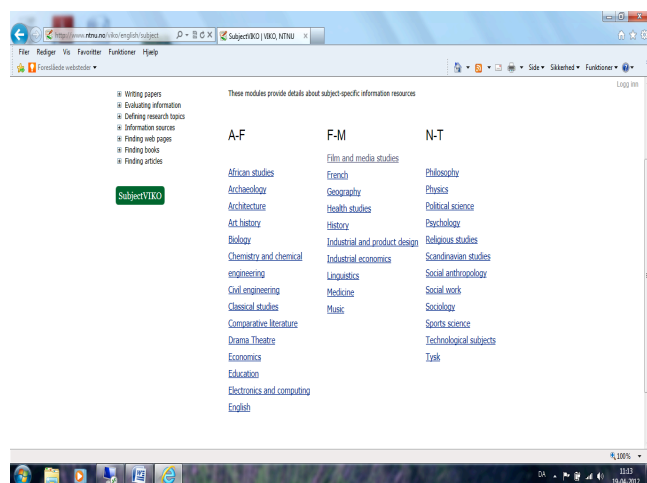 http://www.ntnu.no/viko/english/subject
SubjectVIKO | VIKO, NTNU
Filer Rediger Vis Favoritter Funktioner Hjælp
Foreslåede websteder
Side Sikkerhed Funktioner
Logg inn
Writing papers
Evaluating information
Defining research topics
Information sources
Finding web pages
Finding books
Finding articles
SubjectVIKO
These modules provide details about subject-specific information resources
A-F
African studies
Archaeology
Architecture
Art history
Biology
Chemistry and chemical
engineering
Civil engineering
Classical studies
Comparative literature
Drama Theatre
Economics
Education
Electronics and computing
English
F-M
Film and media studies
French
Geography
Health studies
History
Industrial and product design
Industrial economics
Linguistics
Medicine
Music
N-T
Philosophy
Physics
Political science
Psychology
Religious studies
Scandinavian studies
Social anthropology
Social work
Sociology
Sports science
Technological subjects
Tysk
100%
DA
11:13
19-04-2012